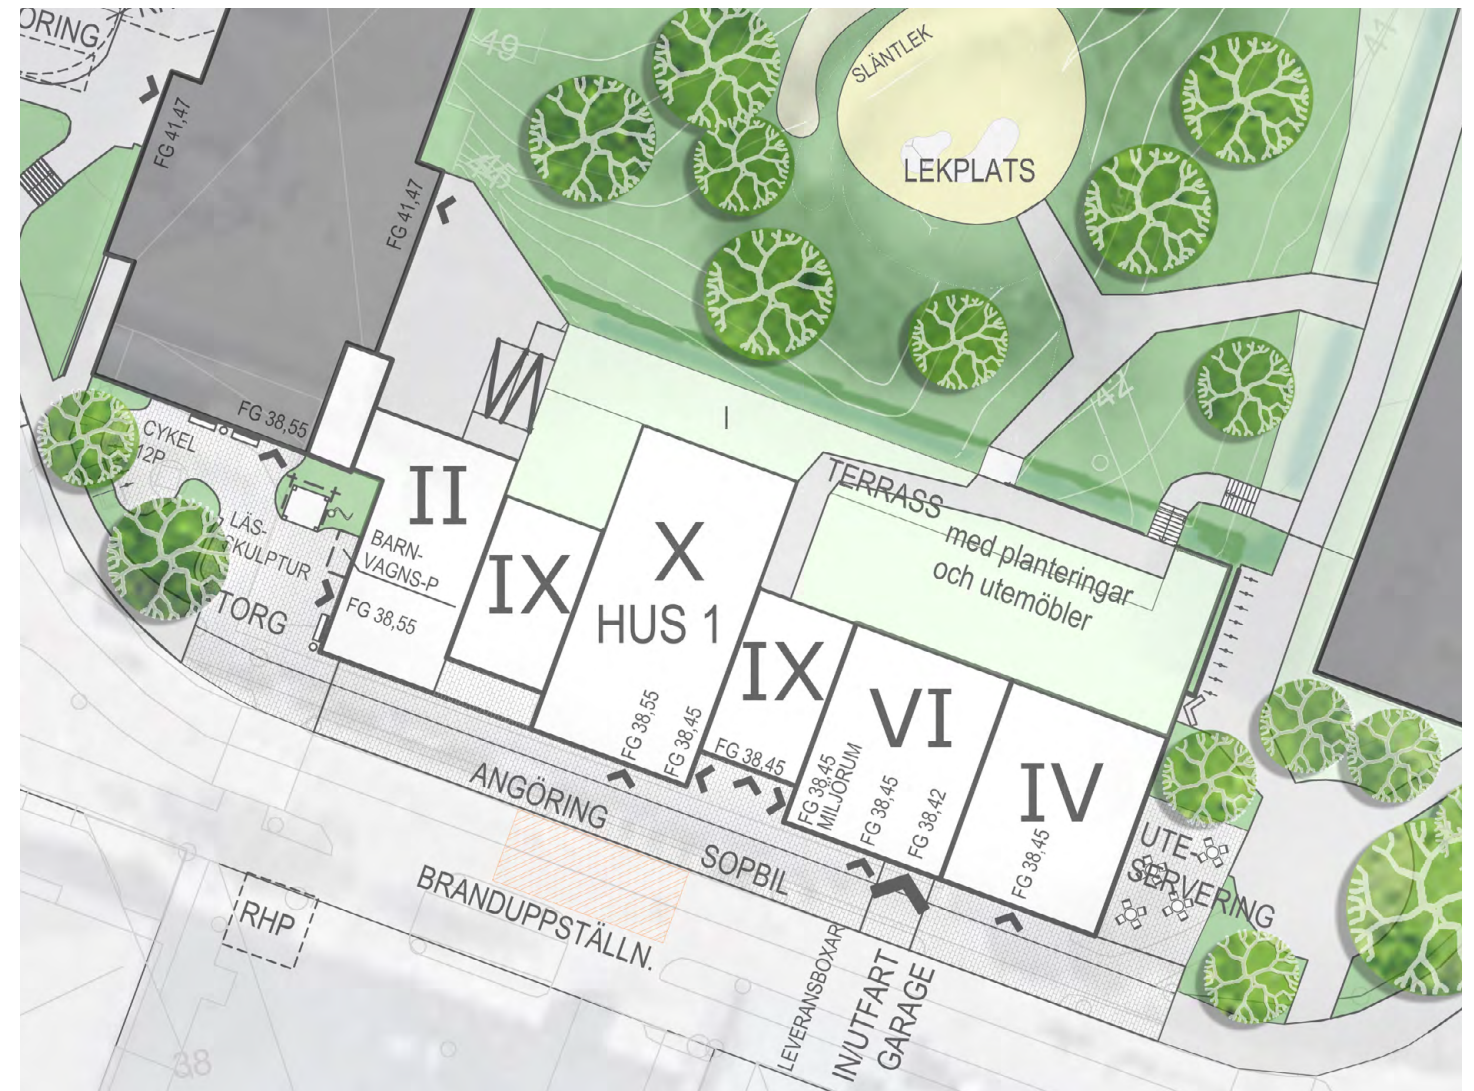 ÖRING
49
SLÄNTLEK
44
FG 41,47
LEKPLATS
FG 41,47
42
FG 38,55
CYKEL
12P
I
TERRASS
med planteringar
och utemöbler
II
BARN-
VAGNS-P
FG 38,55
LÄS-
SKULPTUR
TORG
IX
X
HUS 1
FG 38,55
FG 38,45
IX
FG 38,45
VI
FG 38,45
MILJÖRUM
FG 38,45
FG 38,42
IV
FG 38,45
UTE-
SERVERING
ANGÖRING
SOPBIL
BRANDUPPSTÄLLN.
RHP
LEVERANSBOXAR
IN/UTFART
GARAGE
38